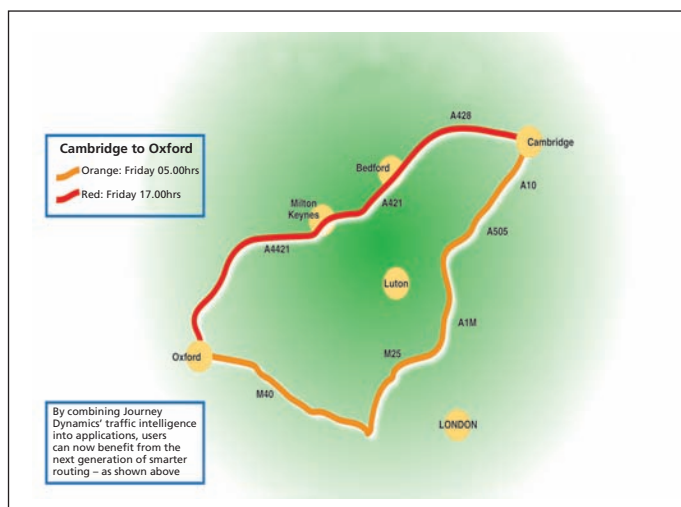 Cambridge to Oxford
Orange: Friday 05.00hrs
Red: Friday 17.00hrs
A428
Cambridge
Bedford
A10
Milton
Keynes
A421
A505
A4421
Luton
A1M
Oxford
M25
M40
LONDON
By combining Journey
Dynamics' traffic intelligence
into applications, users
can now benefit from the
next generation of smarter
routing – as shown above